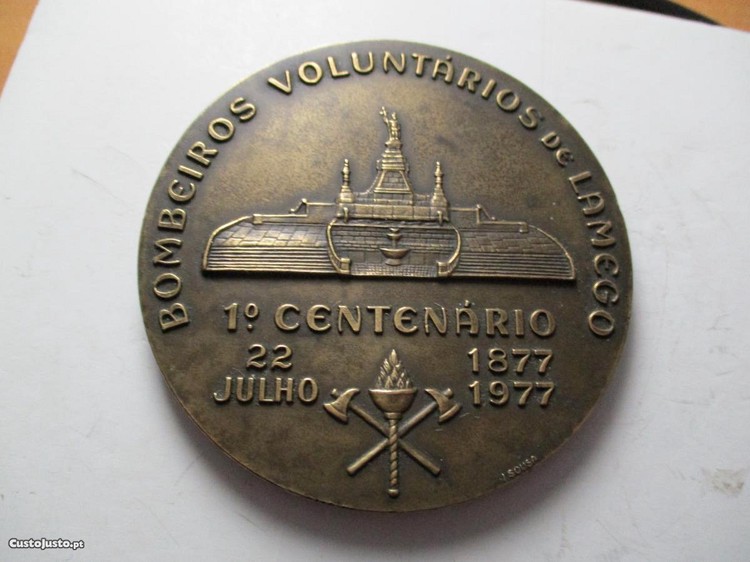 BOMBEIROS VOLUNTÁRIOS DE LAMEGO
1º CENTENÁRIO
22 JULHO
1877 1977
J. SOUSA
CustoJusto.pt